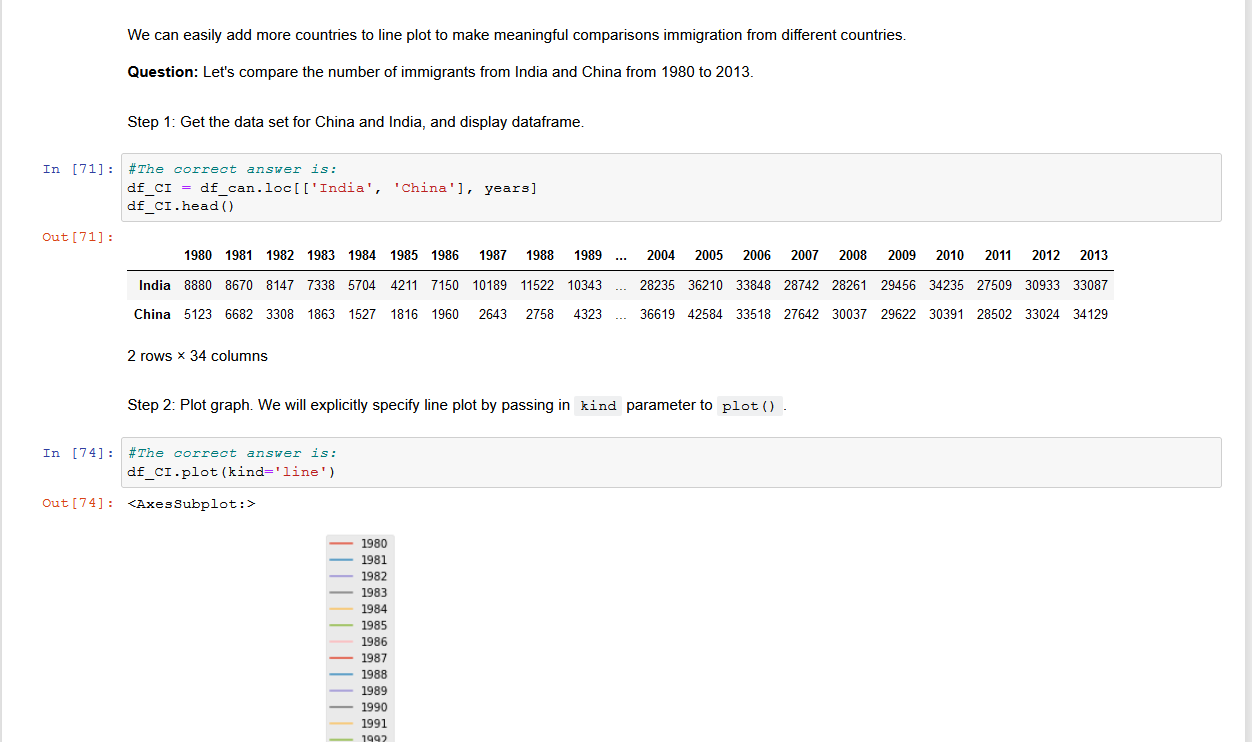 We can easily add more countries to line plot to make meaningful comparisons immigration from different countries.
Question: Let's compare the number of immigrants from India and China from 1980 to 2013.
Step 1: Get the data set for China and India, and display dataframe.
In [71]: #The correct answer is:
df_CI = df_can.loc[['India', 'China'], years]
df_CI.head()
Out[71]:
1980 1981 1982 1983 1984 1985 1986 1987 1988 1989 ... 2004 2005 2006 2007 2008 2009 2010 2011 2012 2013
India 8880 8670 8147 7338 5704 4211 7150 10189 11522 10343 ... 28235 36210 33848 28742 28261 29456 34235 27509 30933 33087
China 5123 6682 3308 1863 1527 1816 1960 2643 2758 4323 ... 36619 42584 33518 27642 30037 29622 30391 28502 33024 34129
2 rows × 34 columns
Step 2: Plot graph. We will explicitly specify line plot by passing in kind parameter to plot() .
In [74]: #The correct answer is:
df_CI.plot(kind='line')
Out[74]: <AxesSubplot:>
1980
1981
1982
1983
1984
1985
1986
1987
1988
1989
1990
1991
1992